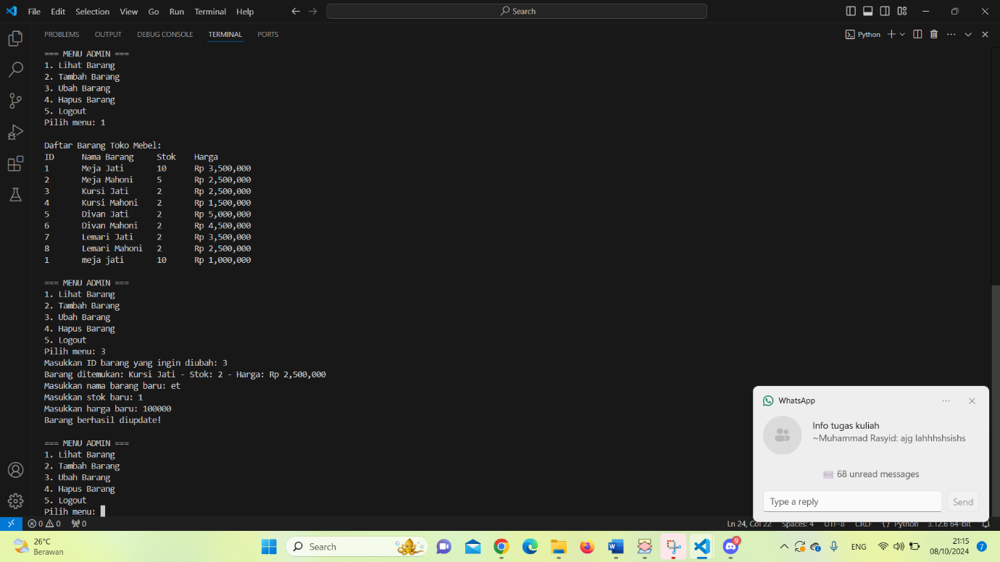 File Edit Selection View Go Run Terminal Help
Search
PROBLEMS OUTPUT DEBUG CONSOLE TERMINAL PORTS
Python
=== MENU ADMIN ===
1. Lihat Barang
2. Tambah Barang
3. Ubah Barang
4. Hapus Barang
5. Logout
Pilih menu: 1
Daftar Barang Toko Mebel:
ID Nama Barang Stok Harga
1 Meja Jati 10 Rp 3,500,000
2 Meja Mahoni 5 Rp 2,500,000
3 Kursi Jati 2 Rp 2,500,000
4 Kursi Mahoni 2 Rp 1,500,000
5 Divan Jati 2 Rp 5,000,000
6 Divan Mahoni 2 Rp 4,500,000
7 Lemari Jati 2 Rp 3,500,000
8 Lemari Mahoni 2 Rp 2,500,000
1 meja jati 10 Rp 1,000,000
=== MENU ADMIN ===
1. Lihat Barang
2. Tambah Barang
3. Ubah Barang
4. Hapus Barang
5. Logout
Pilih menu: 3
Masukkan ID barang yang ingin diubah: 3
Barang ditemukan: Kursi Jati - Stok: 2 - Harga: Rp 2,500,000
Masukkan nama barang baru: et
Masukkan stok baru: 1
Masukkan harga baru: 100000
Barang berhasil diupdate!
=== MENU ADMIN ===
1. Lihat Barang
2. Tambah Barang
3. Ubah Barang
4. Hapus Barang
5. Logout
Pilih menu:
WhatsApp
Info tugas kuliah
~Muhammad Rasyid: ajg lahhhshsishs
68 unread messages
Type a reply
Send
0 0 0
Ln 24, Col 22 Spaces: 4 UTF-8 CRLF {} Python 3.12.6 64-bit
26°C
Berawan
Search
9
ENG
21:15
08/10/2024
7